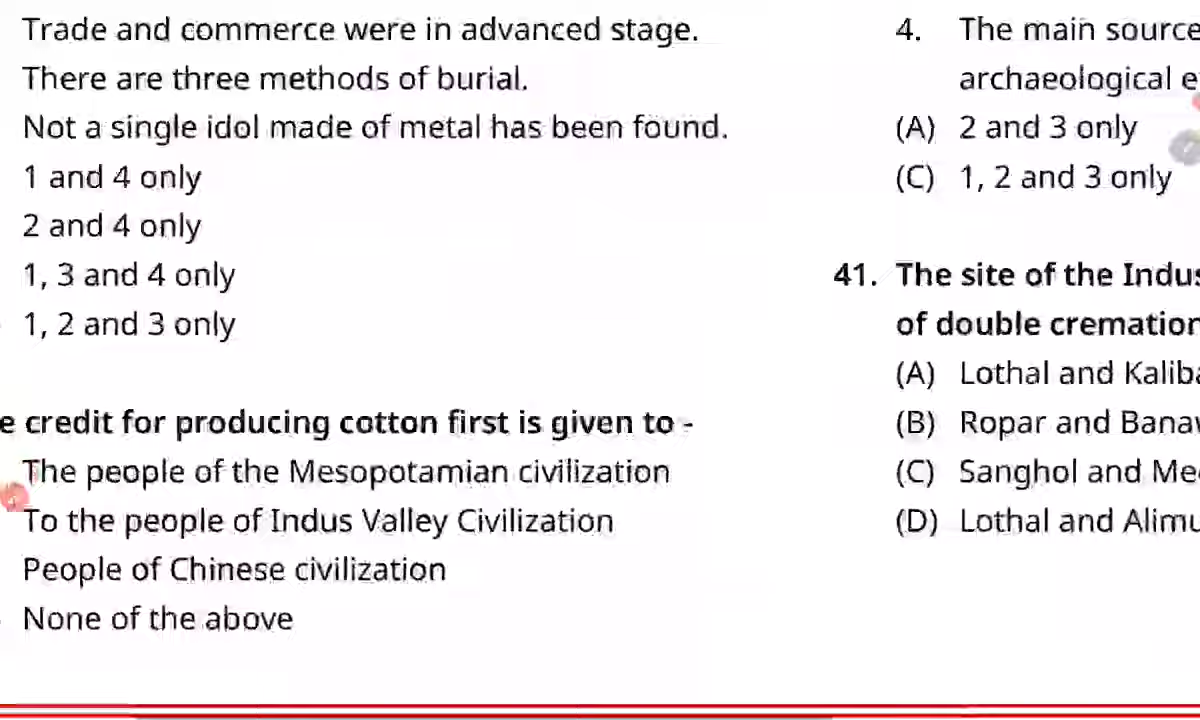 Trade and commerce were in advanced stage.
There are three methods of burial.
Not a single idol made of metal has been found.
1 and 4 only
2 and 4 only
1, 3 and 4 only
1, 2 and 3 only
credit for producing cotton first is given to -
The people of the Mesopotamian civilization
To the people of Indus Valley Civilization
People of Chinese civilization
None of the above
4. The main source
archaeological
(A) 2 and 3 only
(C) 1, 2 and 3 only
41. The site of the Indus
of double cremation
(A) Lothal and
(B) Ropar and
(C) Sanghol and
(D) Lothal and